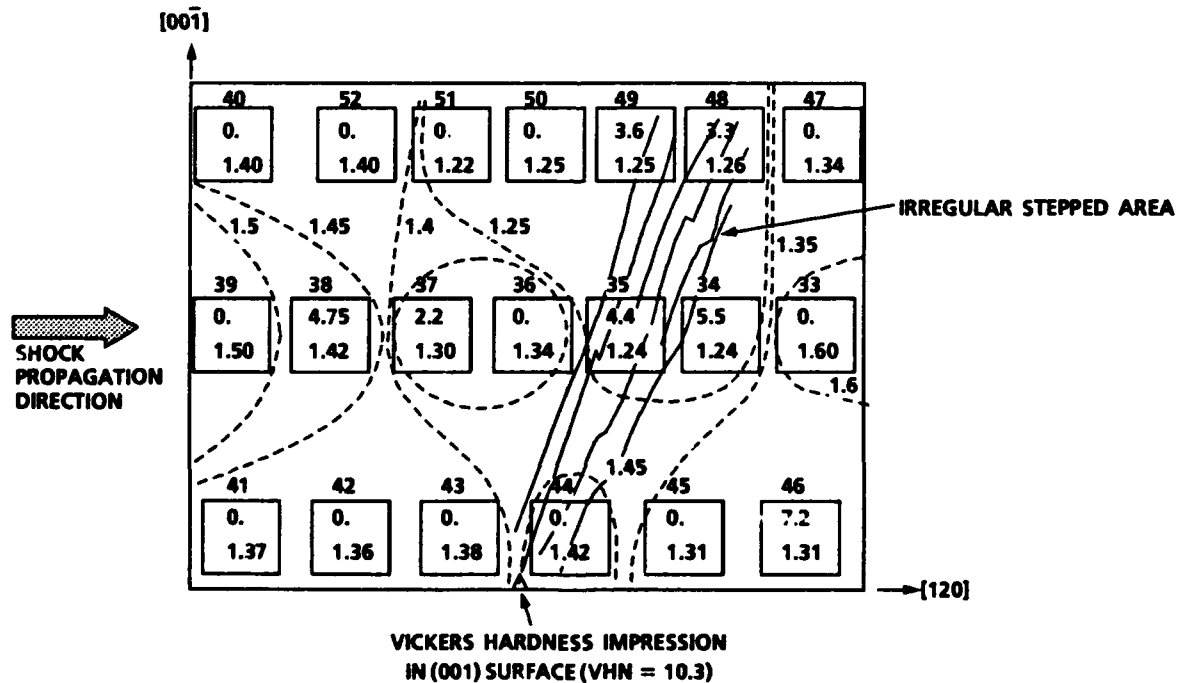 [001̄]
40 52 51 50 49 48 47
0. 0. 0. 0. 3.6 3.3 0.
1.40 1.40 1.22 1.25 1.25 1.26 1.34
1.5 1.45 1.4 1.25 1.35
IRREGULAR STEPPED AREA
39 38 37 36 35 34 33
0. 4.75 2.2 0. 4.4 5.5 0.
1.50 1.42 1.30 1.34 1.24 1.24 1.60
SHOCK
PROPAGATION
DIRECTION
1.6
1.45
41 42 43 44 45 46
0. 0. 0. 0. 0. 7.2
1.37 1.36 1.38 1.42 1.31 1.31
[120]
VICKERS HARDNESS IMPRESSION
IN (001) SURFACE (VHN = 10.3)